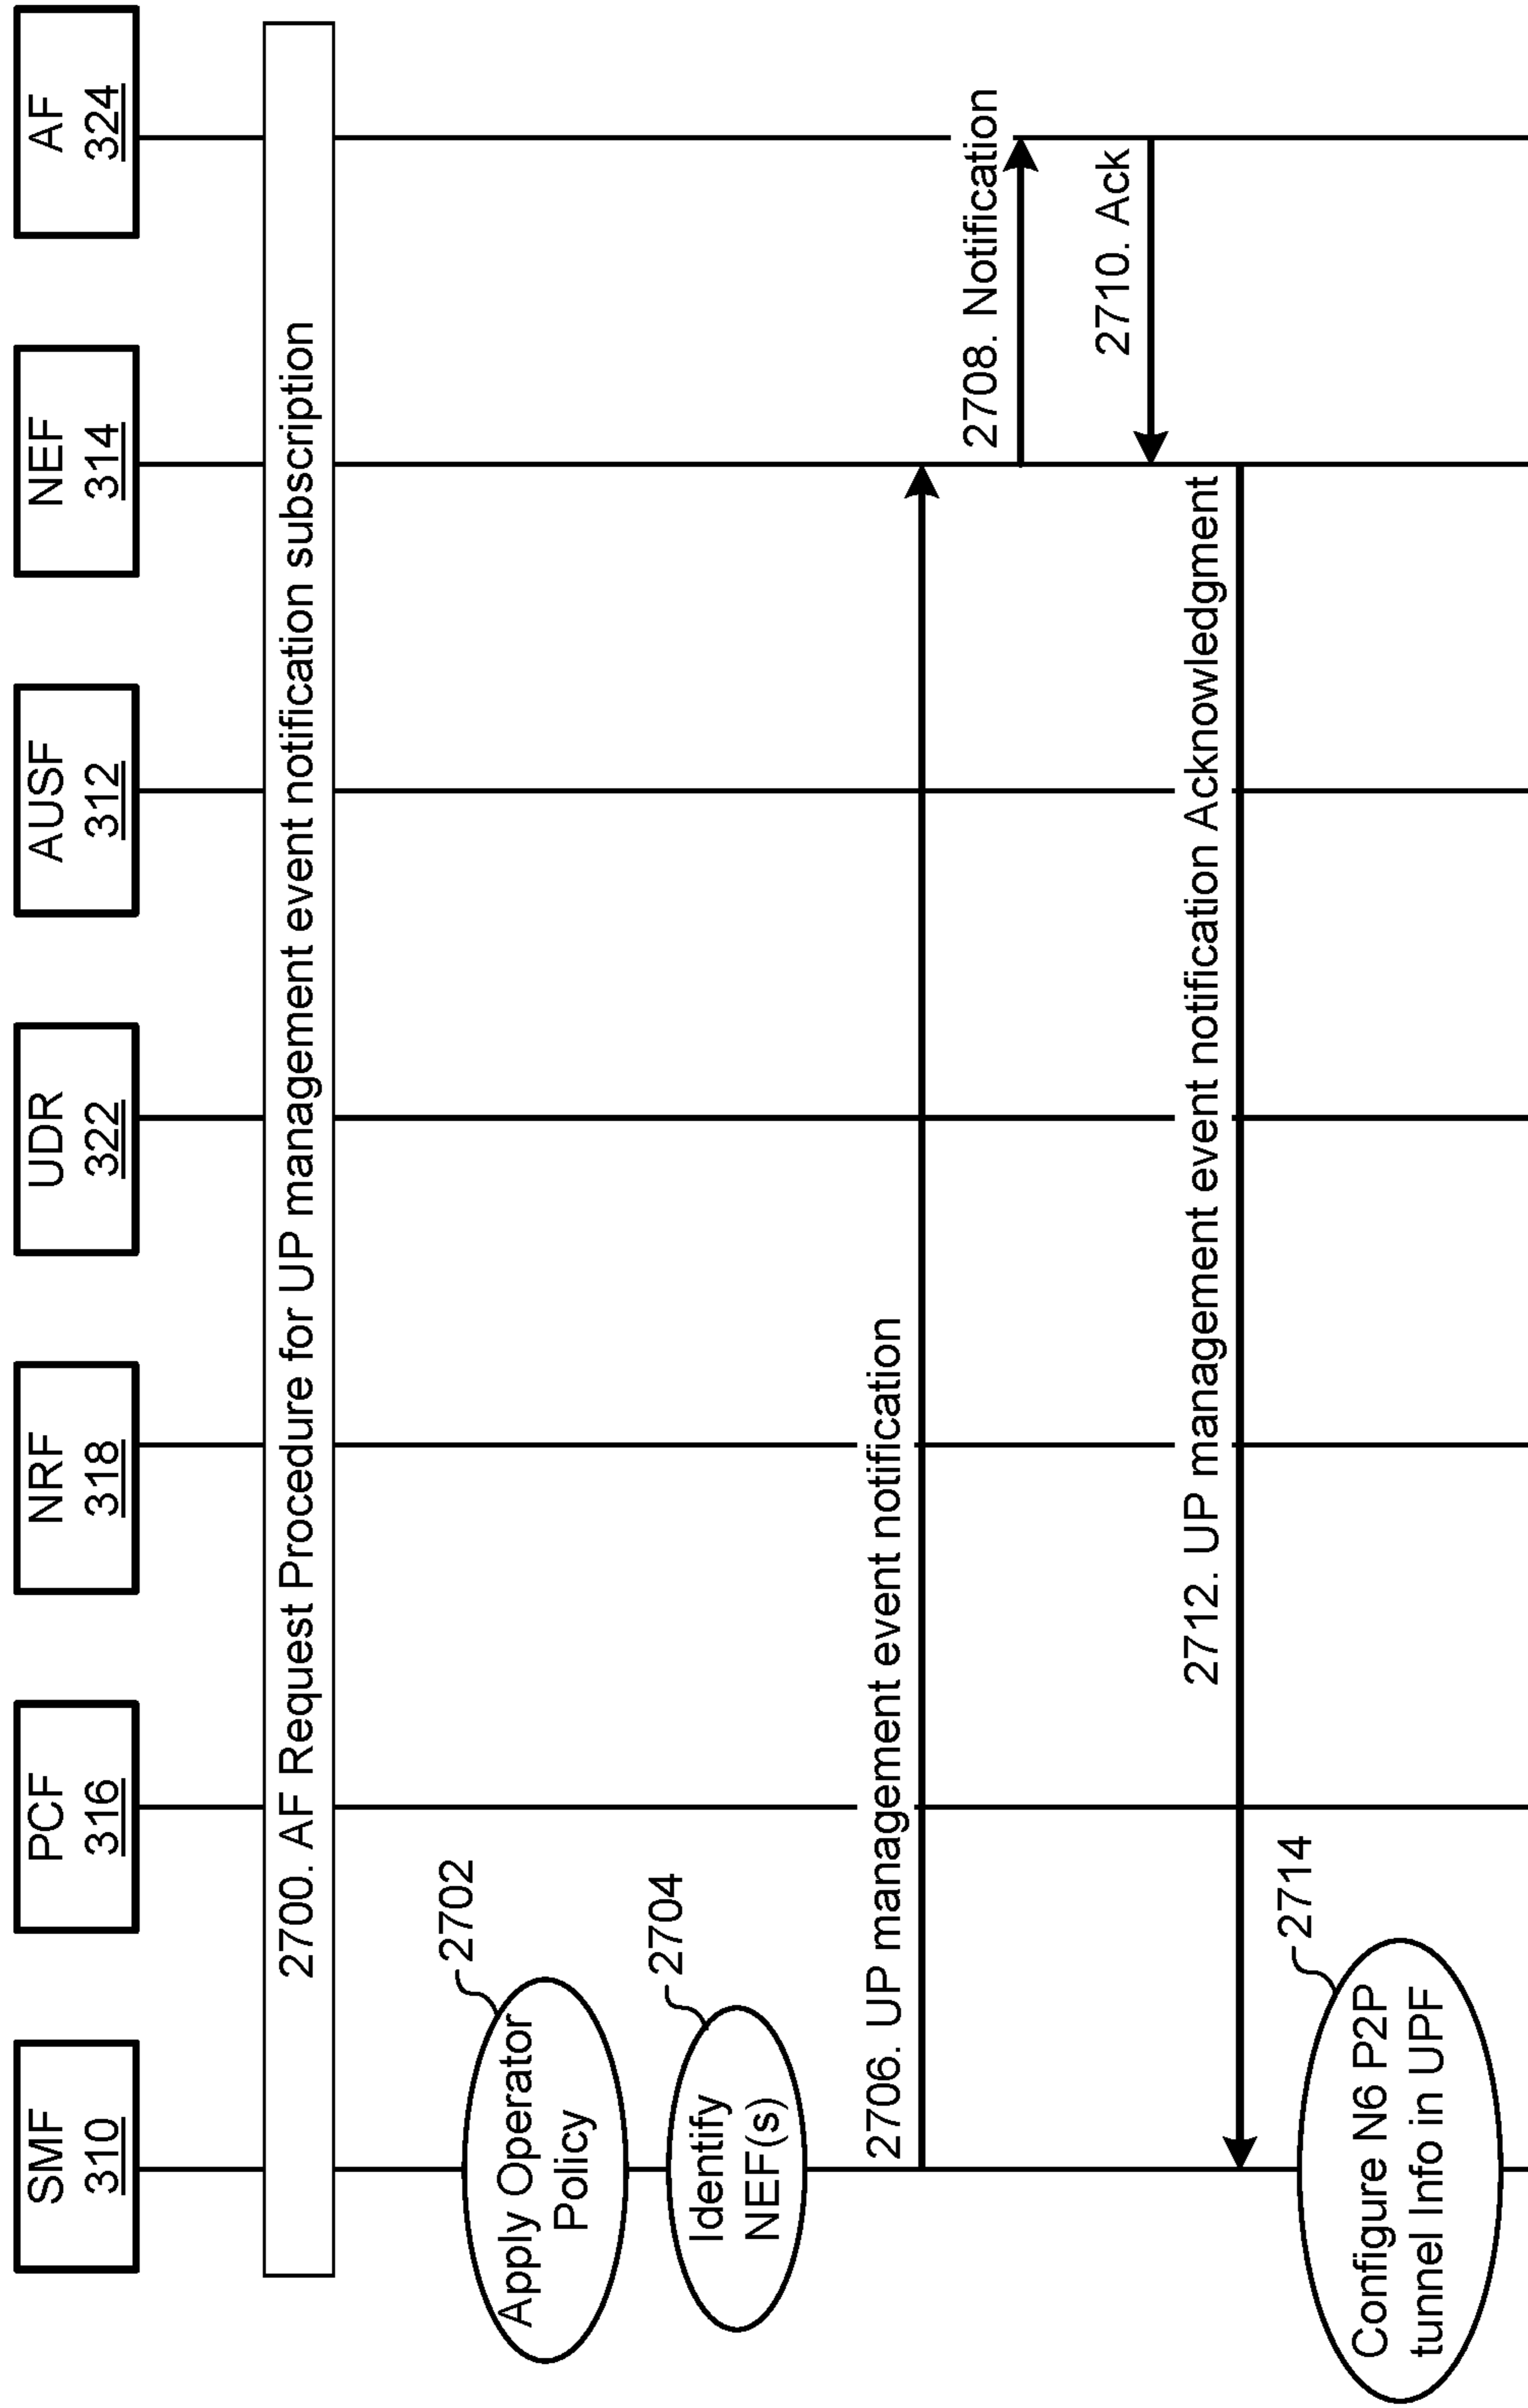 SMF
310
PCF
316
NRF
318
UDR
322
AUSF
312
NEF
314
AF
324
2700. AF Request Procedure for UP management event notification subscription
2702
Apply Operator
Policy
2704
Identify
NEF(s)
2706. UP management event notification
2708. Notification
2710. Ack
2712. UP management event notification Acknowledgment
2714
Configure N6 P2P
tunnel Info in UPF